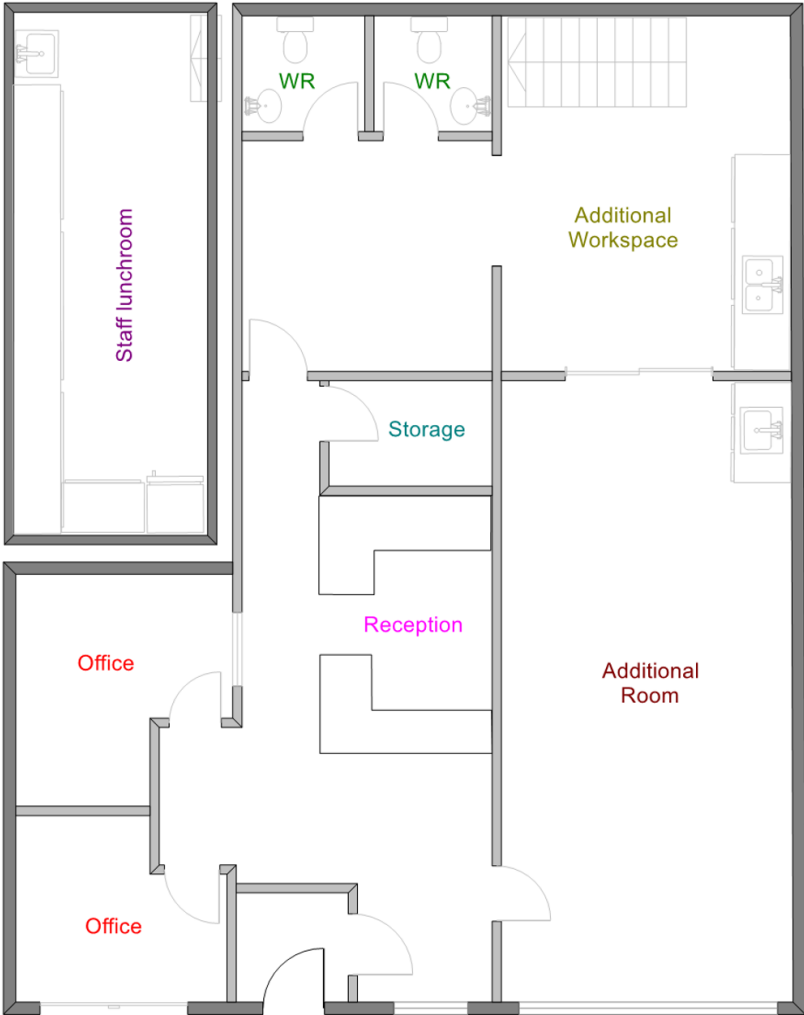 WR
WR
Additional
Workspace
Staff lunchroom
Storage
Reception
Office
Additional
Room
Office